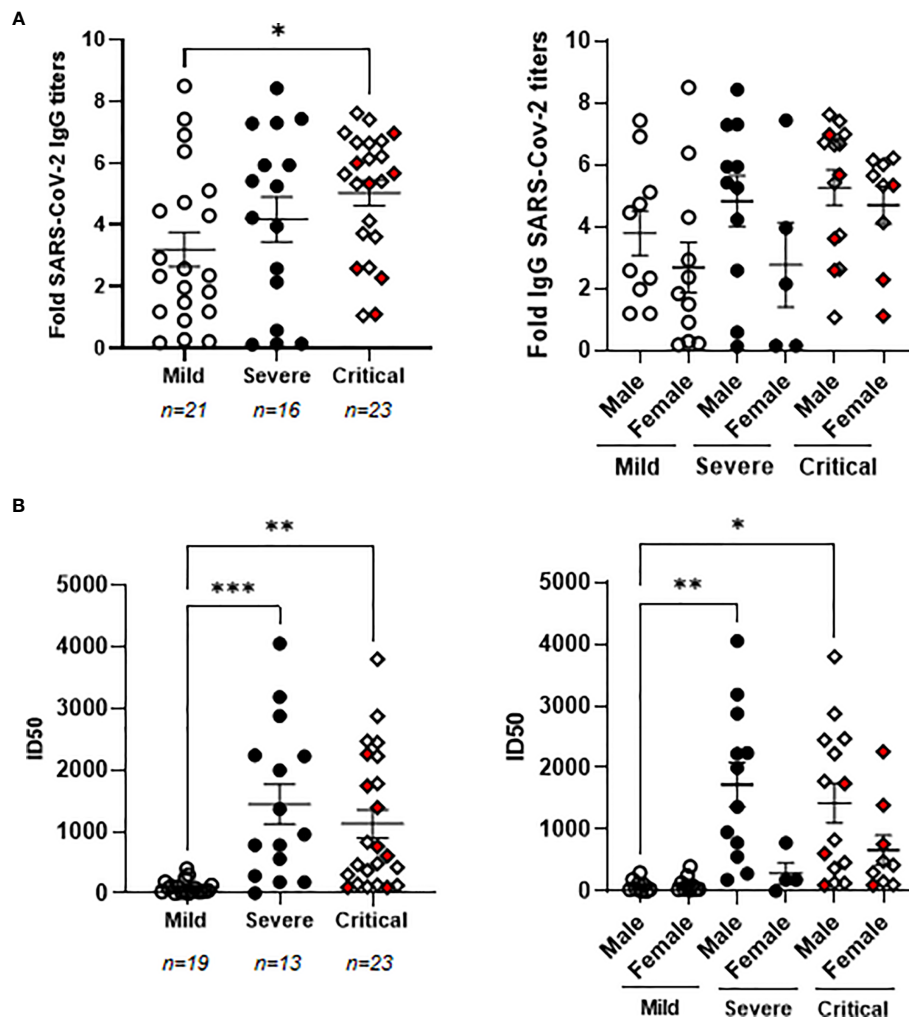 A
Fold SARS-CoV-2 IgG titers
10
8
6
4
2
0
*
Mild Severe Critical
n=21 n=16 n=23
Fold IgG SARS-Cov-2 titers
10
8
6
4
2
0
Male Female Male Female Male Female
Mild Severe Critical
B
ID50
5000
4000
3000
2000
1000
0
**
***
Mild Severe Critical
n=19 n=13 n=23
ID50
5000
4000
3000
2000
1000
0
*
**
Male Female Male Female Male Female
Mild Severe Critical